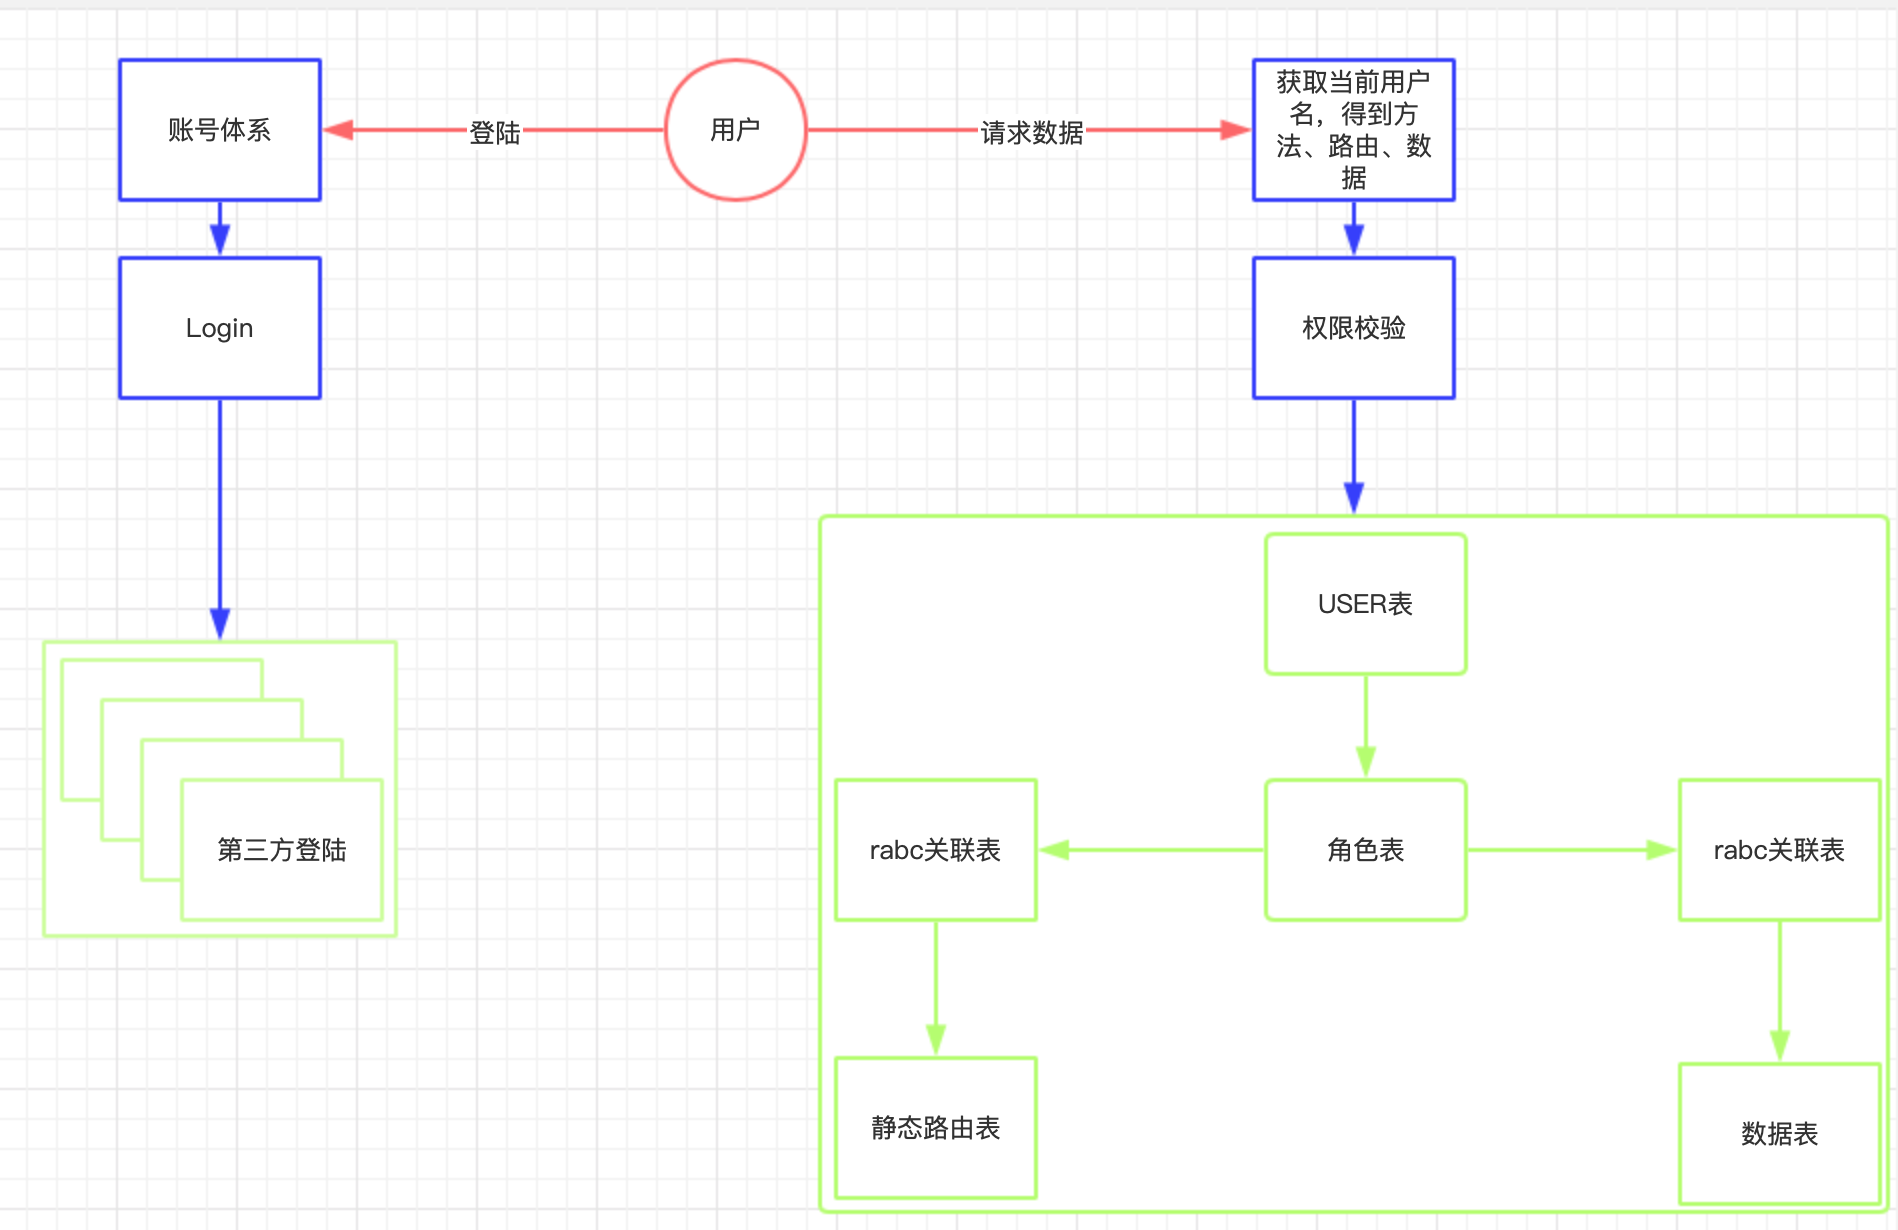 账号体系
登陆
用户
请求数据
获取当前用户
名，得到方
法、路由、数
据
Login
权限校验
USER表
第三方登陆
rabc关联表
角色表
rabc关联表
静态路由表
数据表